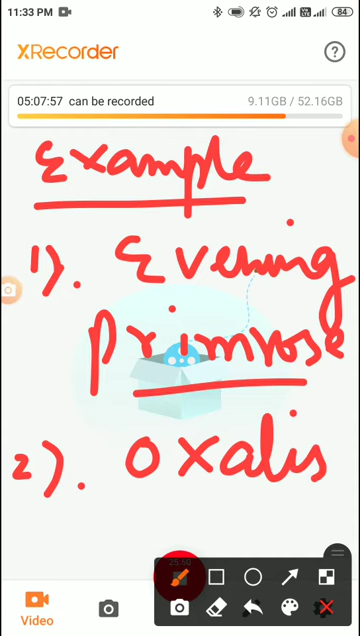 11:33 PM 84
XRecorder
05:07:57 can be recorded 9.11GB / 52.16GB
Example
1). Evening
primrose
2). Oxalis
Video